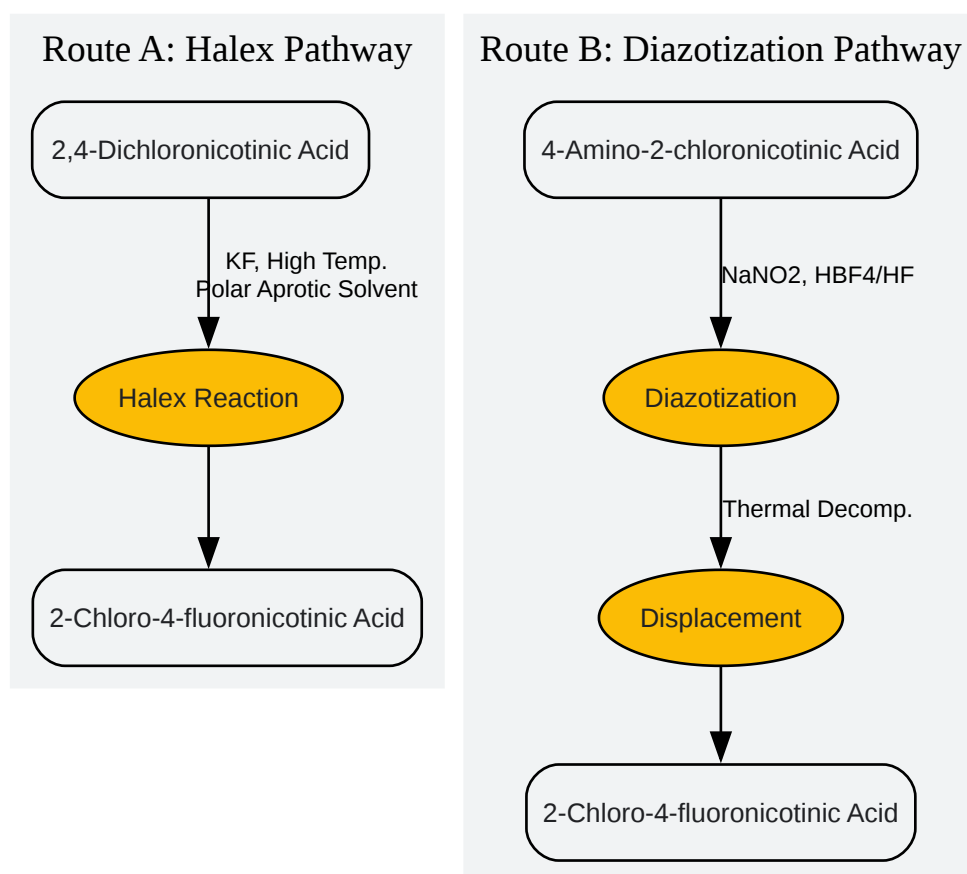 Route A: Halex Pathway
2,4-Dichloronicotinic Acid
KF, High Temp.
Polar Aprotic Solvent
Halex Reaction
2-Chloro-4-fluoronicotinic Acid
Route B: Diazotization Pathway
4-Amino-2-chloronicotinic Acid
NaNO2, HBF4/HF
Diazotization
Thermal Decomp.
Displacement
2-Chloro-4-fluoronicotinic Acid